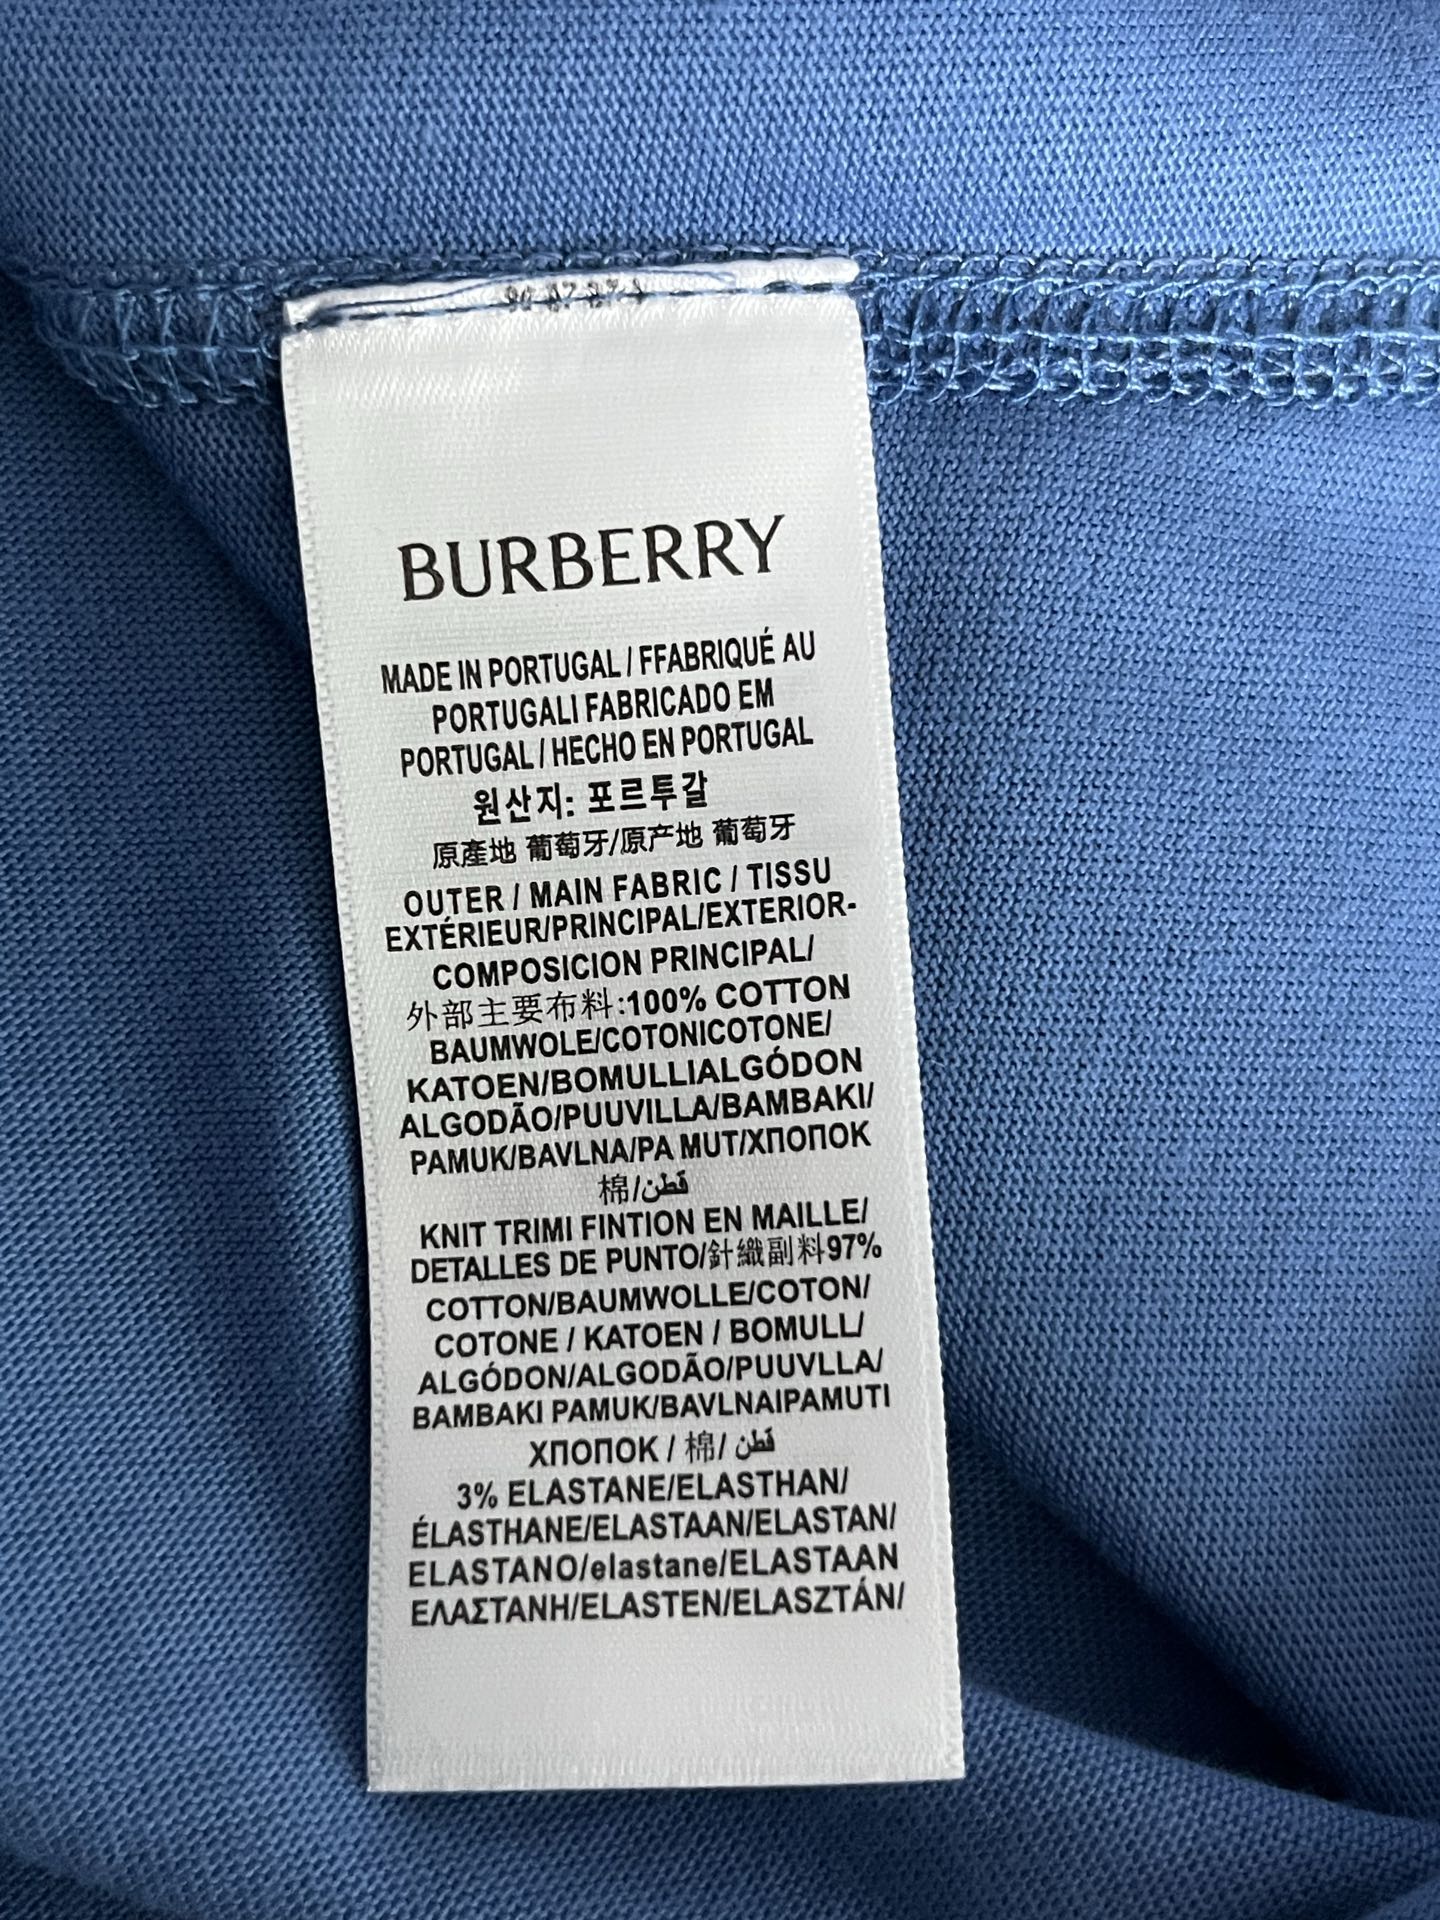 BURBERRY
MADE IN PORTUGAL / FFABRIQUÉ AU
PORTUGALI FABRICADO EM
PORTUGAL / HECHO EN PORTUGAL
원산지: 포르투갈
原產地 葡萄牙/原产地 葡萄牙
OUTER / MAIN FABRIC / TISSU
EXTÉRIEUR/PRINCIPAL/EXTERIOR-
COMPOSICION PRINCIPAL/
外部主要布料:100% COTTON
BAUMWOLE/COTONICOTONE/
KATOEN/BOMULLIALGÓDON
ALGODÃO/PUUVILLA/BAMBAKI/
PAMUK/BAVLNA/PA MUT/ХПОПОК
棉/قطن
KNIT TRIMI FINTION EN MAILLE/
DETALLES DE PUNTO/針織副料97%
COTTON/BAUMWOLLE/COTON/
COTONE / KATOEN / BOMULL/
ALGÓDON/ALGODÃO/PUUVLLA/
BAMBAKI PAMUK/BAVLNAIPAMUTI
ХПОПОК / 棉/ قطن
3% ELASTANE/ELASTHAN/
ÉLASTHANE/ELASTAAN/ELASTAN/
ELASTANO/elastane/ELASTAAN
ΕΛΑΣΤΑΝΗ/ELASTEN/ELASZTÁN/